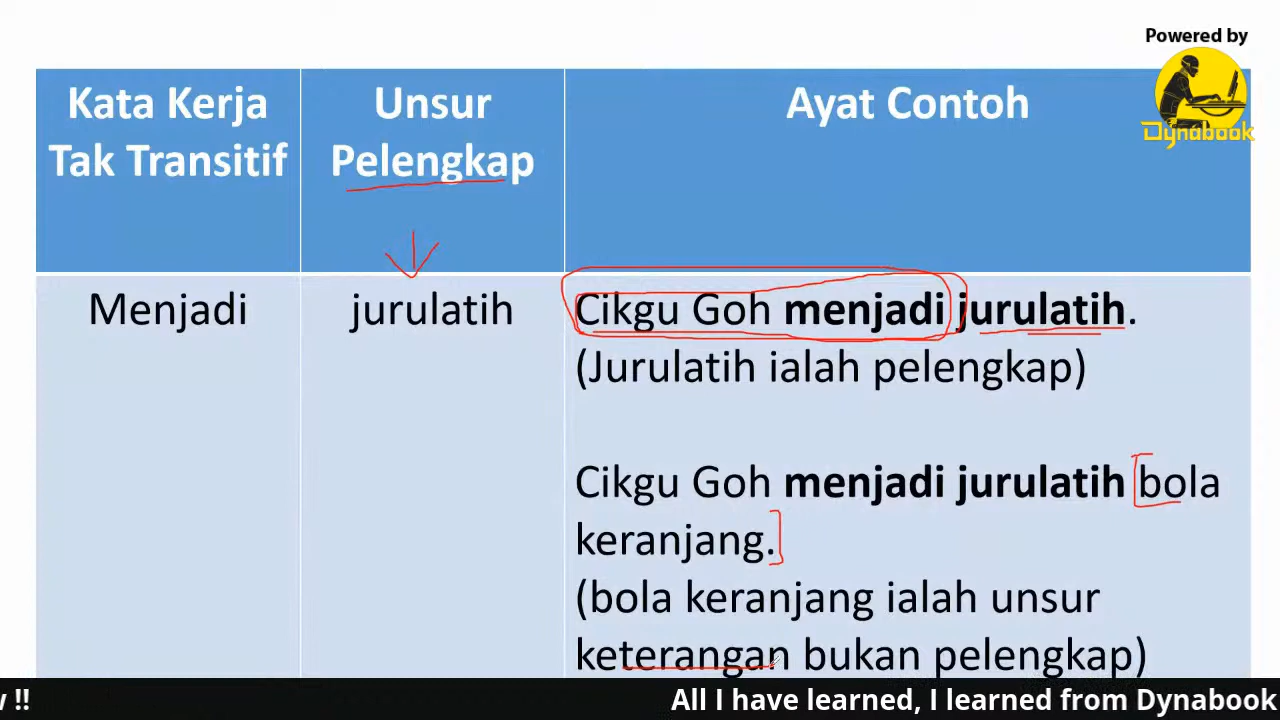 Powered by
Dynabook
Kata Kerja
Tak Transitif
Unsur
Pelengkap
Ayat Contoh
Menjadi
jurulatih
Cikgu Goh menjadi jurulatih.
(Jurulatih ialah pelengkap)
Cikgu Goh menjadi jurulatih bola
keranjang.
(bola keranjang ialah unsur
keterangan bukan pelengkap)
!!
All I have learned, I learned from Dynabook